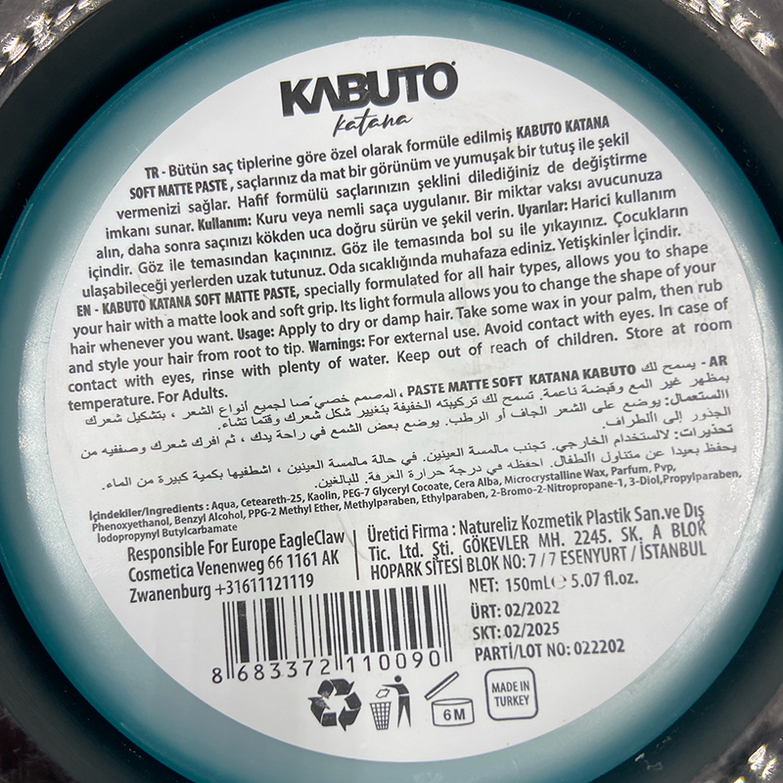 KABUTO
katana
TR - Bütün saç tiplerine göre özel olarak formüle edilmiş KABUTO KATANA
SOFT MATTE PASTE , saçlarınız da mat bir görünüm ve yumuşak bir tutuş ile şekil
vermenizi sağlar. Hafif formülü saçlarınızın şeklini dilediğiniz de değiştirme
imkanı sunar. Kullanım: Kuru veya nemli saça uygulanır. Bir miktar vaksı avucunuza
alın, daha sonra saçınızı kökden uca doğru sürün ve şekil verin. Uyarılar: Harici kullanım
içindir. Göz ile temasından kaçınınız. Göz ile temasında bol su ile yıkayınız. Çocukların
ulaşabileceği yerlerden uzak tutunuz. Oda sıcaklığında muhafaza ediniz. Yetişkinler İçindir.
EN - KABUTO KATANA SOFT MATTE PASTE, specially formulated for all hair types, allows you to shape
your hair with a matte look and soft grip. Its light formula allows you to change the shape of your
hair whenever you want. Usage: Apply to dry or damp hair. Take some wax in your palm, then rub
and style your hair from root to tip. Warnings: For external use. Avoid contact with eyes. In case of
contact with eyes, rinse with plenty of water. Keep out of reach of children. Store at room
temperature. For Adults.
AR - يسمح لك PASTE MATTE SOFT KATANA KABUTO ، المصمم خصيصًا لجميع أنواع الشعر ، بتشكيل شعرك
بمظهر غير المع وقبضة ناعمة. تسمح لك تركيبته الخفيفة بتغيير شكل شعرك وقتما تشاء.
االستعمال: يوضع على الشعر الجاف أو الرطب. يوضع بعض الشمع في راحة يدك ، ثم افرك شعرك وصففيه من
الجذور إلى األطراف.
تحذيرات: لالستخدام الخارجي. تجنب مالمسة العينين. في حالة مالمسة العينين ، اشطفيها بكمية كبيرة من الماء.
يحفظ بعيدا عن متناول األطفال. احفظه في درجة حرارة الغرفة. للبالغين.
İçindekiler/Ingredients : Aqua, Ceteareth-25, Kaolin, PEG-7 Glyceryl Cocoate, Cera Alba, Microcrystalline Wax, Parfum, Pvp,
Phenoxyethanol, Benzyl Alcohol, PPG-2 Methyl Ether, Methylparaben, Ethylparaben, 2-Bromo-2-Nitropropane-1, 3-Diol,Propylparaben,
Iodopropynyl Butylcarbamate
Responsible For Europe EagleClaw
Cosmetica Venenweg 66 1161 AK
Zwanenburg +31611121119
Üretici Firma : Natureliz Kozmetik Plastik San.ve Dış
Tic. Ltd. Şti. GÖKEVLER MH. 2245. SK. A BLOK
HOPARK SİTESİ BLOK NO: 7 / 7 ESENYURT / İSTANBUL
NET: 150mL e 5.07 fl.oz.
ÜRT: 02/2022
SKT: 02/2025
PARTİ/LOT NO: 022202
8 683372 110090
6 M
MADE IN
TURKEY